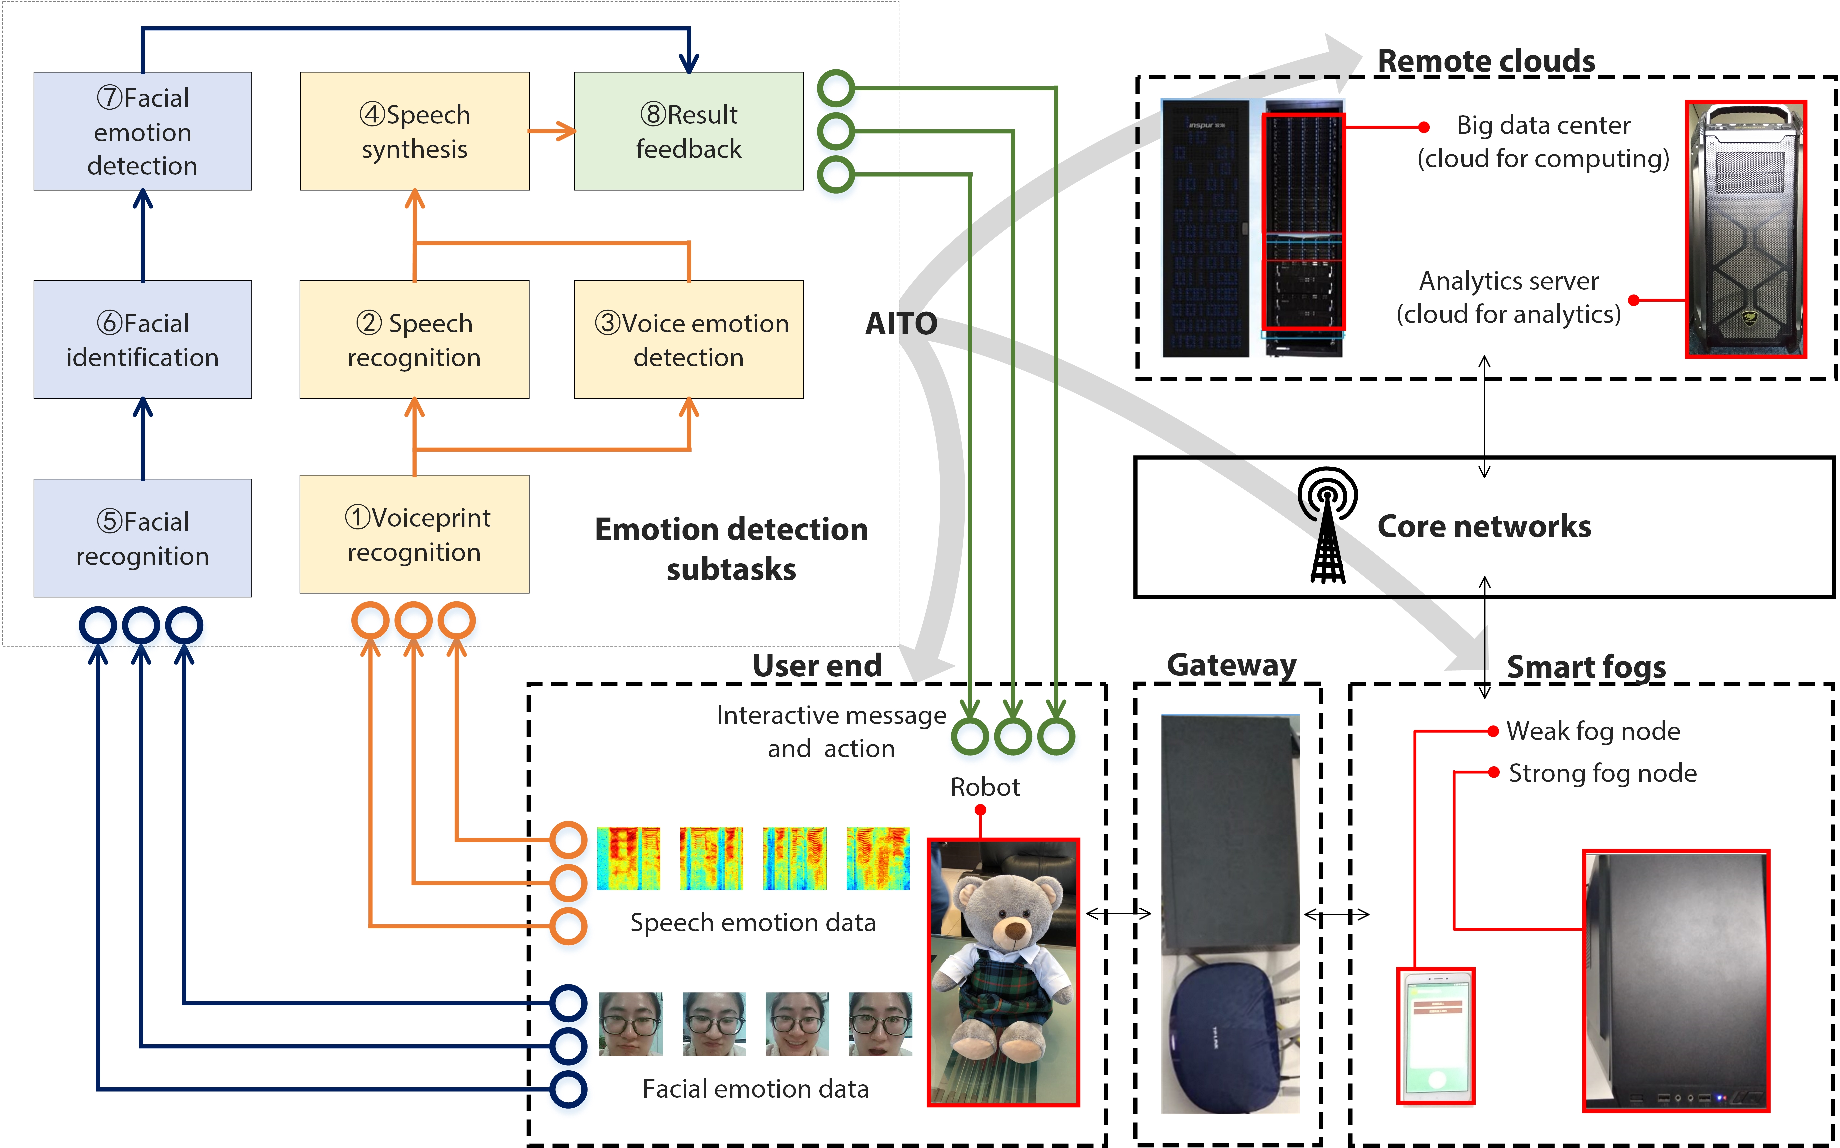 ⑦Facial
emotion
detection
④Speech
synthesis
⑧Result
feedback
⑥Facial
identification
② Speech
recognition
③Voice emotion
detection
⑤Facial
recognition
①Voiceprint
recognition
Emotion detection
subtasks
AITO
Remote clouds
inspur
Big data center
(cloud for computing)
Analytics server
(cloud for analytics)
Core networks
User end
Interactive message
and action
Robot
Speech emotion data
Facial emotion data
Gateway
TP-LINK
Smart fogs
Weak fog node
Strong fog node